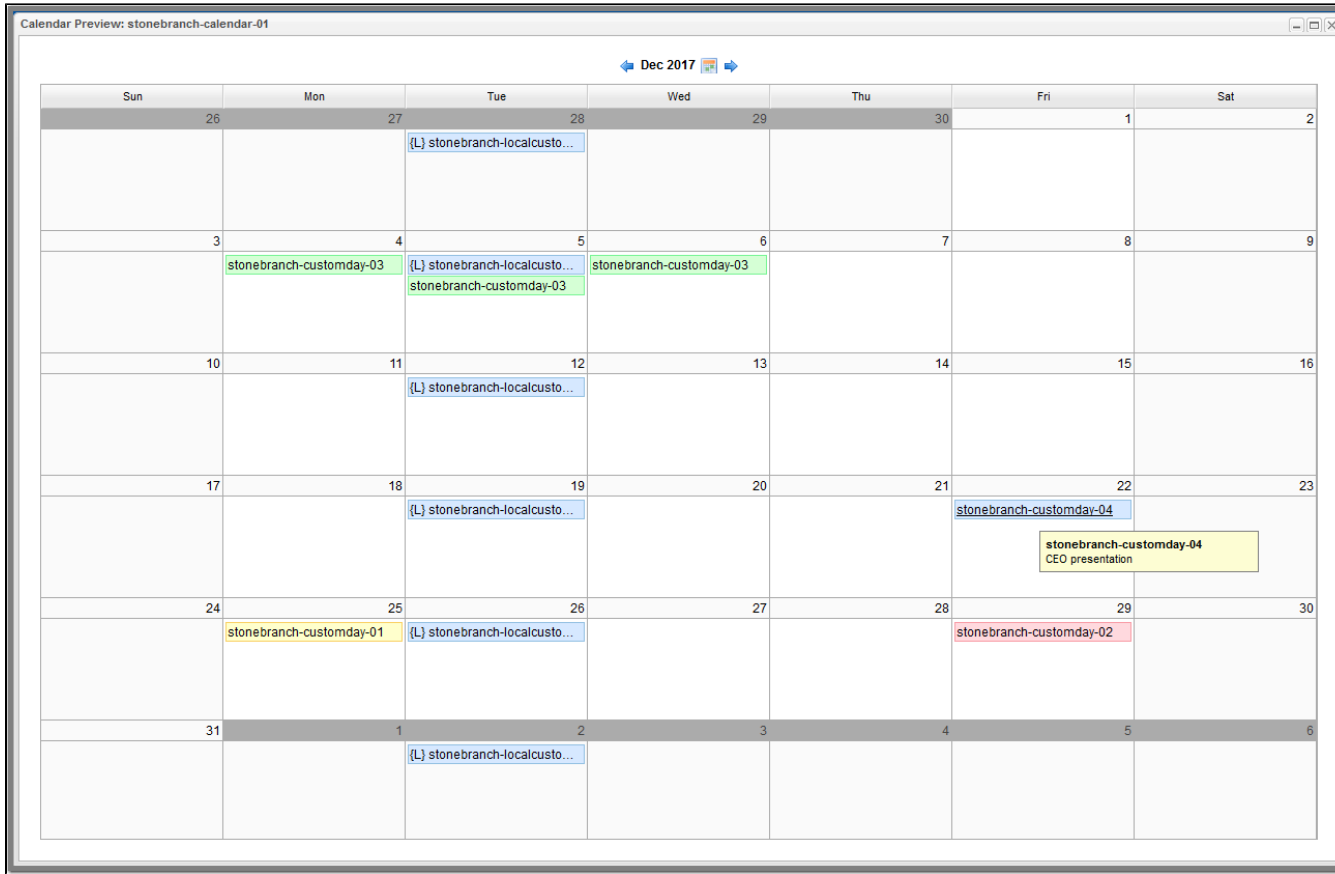 Calendar Preview: stonebranch-calendar-01
Dec 2017
Sun Mon Tue Wed Thu Fri Sat
26 27 28 29 30 1 2
{L} stonebranch-localcusto...
3 4 5 6 7 8 9
stonebranch-customday-03 {L} stonebranch-localcusto... stonebranch-customday-03
stonebranch-customday-03
10 11 12 13 14 15 16
{L} stonebranch-localcusto...
17 18 19 20 21 22 23
{L} stonebranch-localcusto... stonebranch-customday-04
stonebranch-customday-04
CEO presentation
24 25 26 27 28 29 30
stonebranch-customday-01 {L} stonebranch-localcusto... stonebranch-customday-02
31 1 2 3 4 5 6
{L} stonebranch-localcusto...